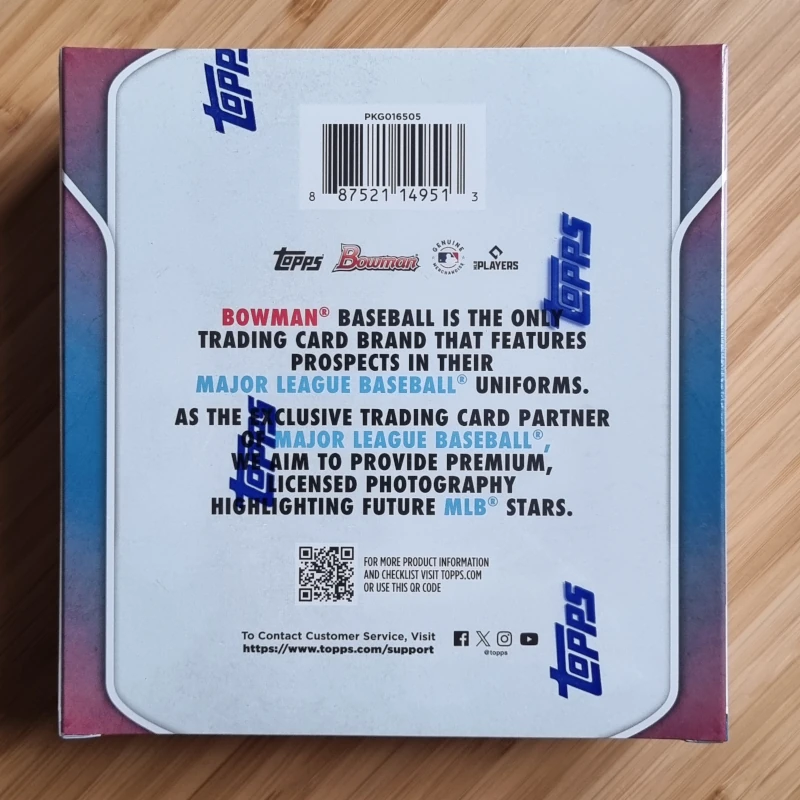 TOPPS
PKG016505
8 87521 14951 3
TOPPS Bowman GENUINE MERCHANDISE MLB PLAYERS
TOPPS
BOWMAN® BASEBALL IS THE ONLY
TRADING CARD BRAND THAT FEATURES
PROSPECTS IN THEIR
MAJOR LEAGUE BASEBALL® UNIFORMS.
AS THE EXCLUSIVE TRADING CARD PARTNER
OF MAJOR LEAGUE BASEBALL®,
WE AIM TO PROVIDE PREMIUM,
LICENSED PHOTOGRAPHY
HIGHLIGHTING FUTURE MLB® STARS.
TOPPS
FOR MORE PRODUCT INFORMATION
AND CHECKLIST VISIT TOPPS.COM
OR USE THIS QR CODE
TOPPS
To Contact Customer Service, Visit
https://www.topps.com/support
@topps